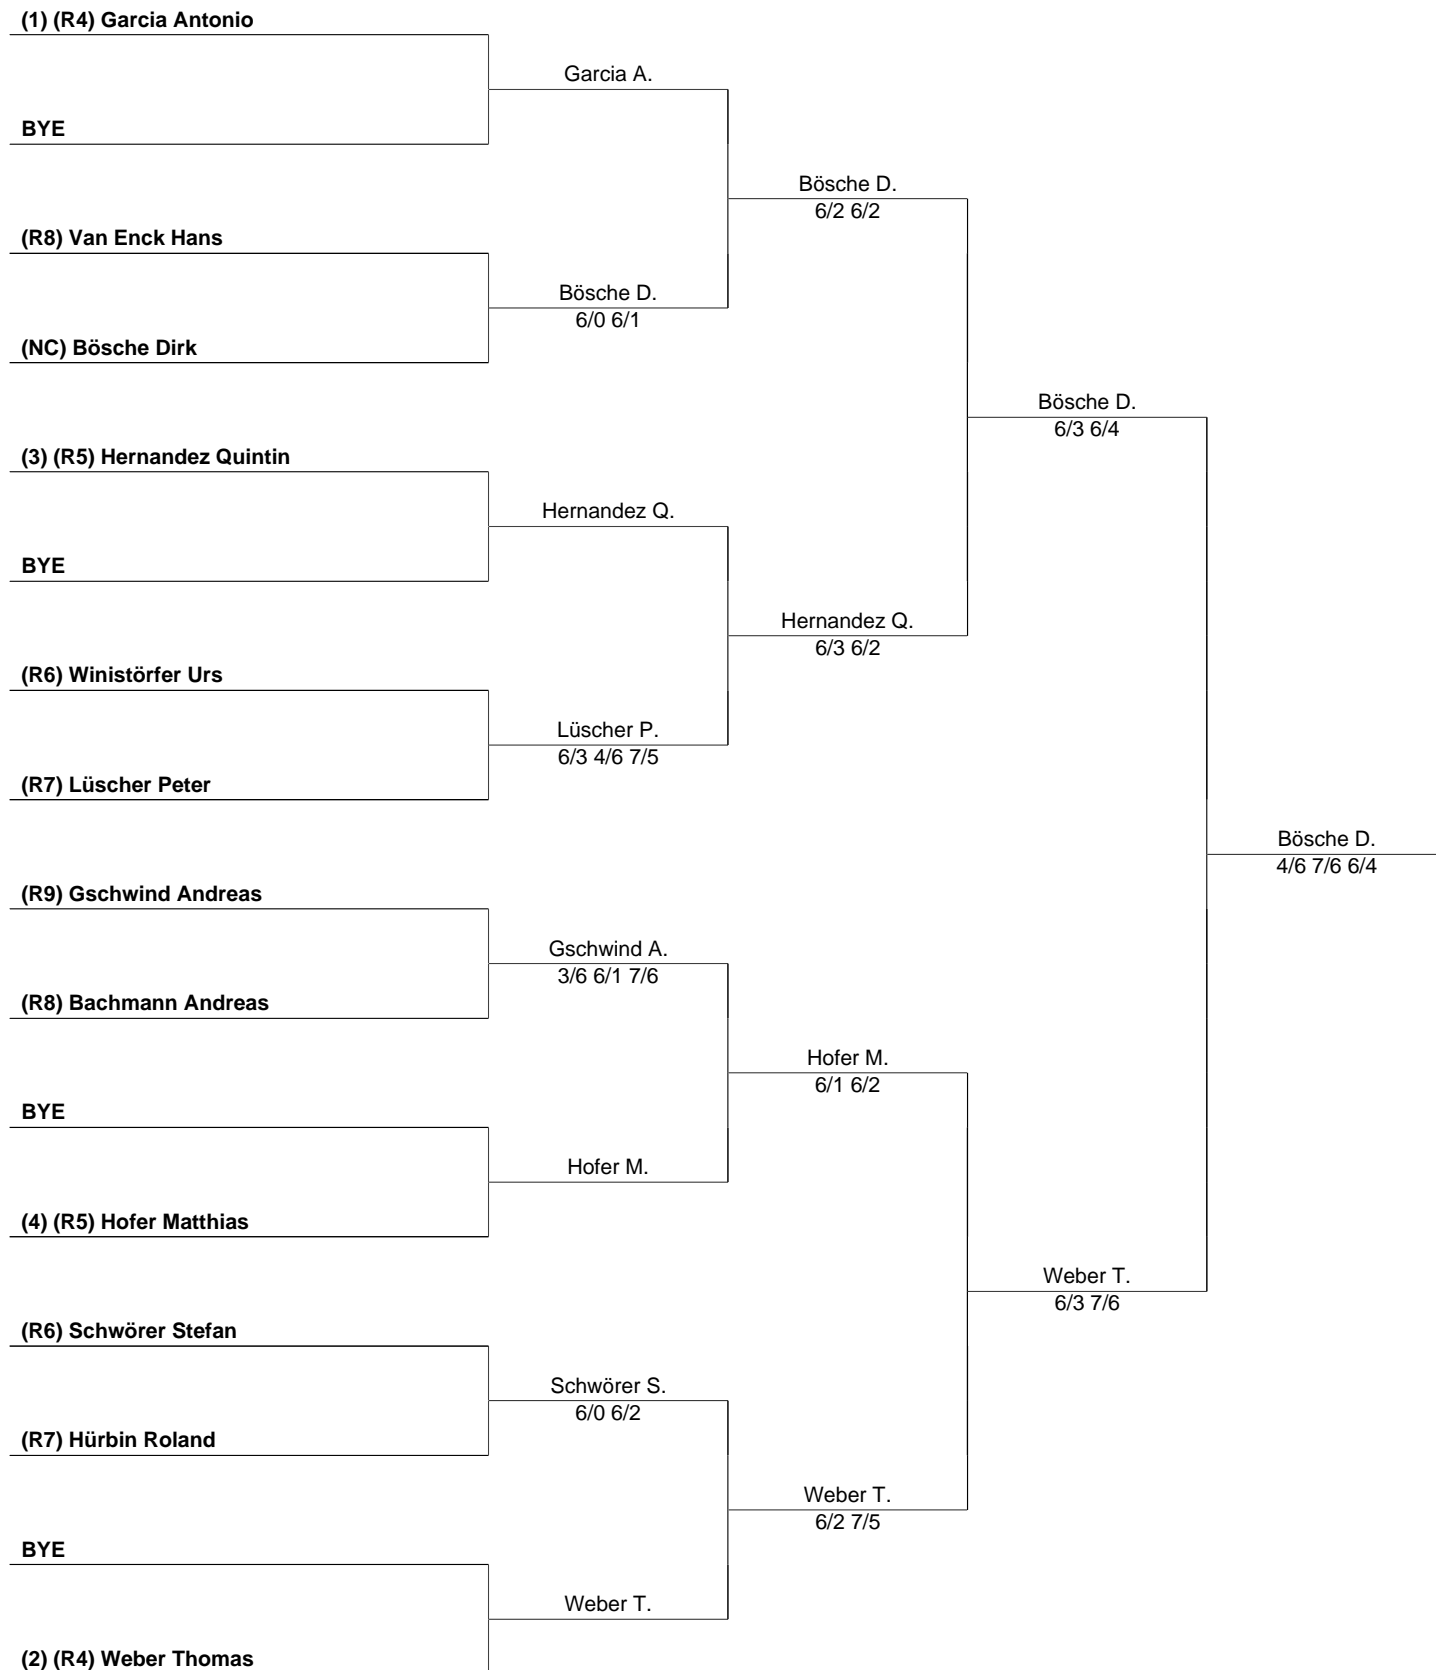 (1) (R4) Garcia Antonio
Garcia A.
BYE
Bösche D.
6/2 6/2
(R8) Van Enck Hans
Bösche D.
6/0 6/1
(NC) Bösche Dirk
Bösche D.
6/3 6/4
(3) (R5) Hernandez Quintin
Hernandez Q.
BYE
Hernandez Q.
6/3 6/2
(R6) Winistörfer Urs
Lüscher P.
6/3 4/6 7/5
(R7) Lüscher Peter
Bösche D.
4/6 7/6 6/4
(R9) Gschwind Andreas
Gschwind A.
3/6 6/1 7/6
(R8) Bachmann Andreas
Hofer M.
6/1 6/2
BYE
Hofer M.
(4) (R5) Hofer Matthias
Weber T.
6/3 7/6
(R6) Schwörer Stefan
Schwörer S.
6/0 6/2
(R7) Hürbin Roland
Weber T.
6/2 7/5
BYE
Weber T.
(2) (R4) Weber Thomas